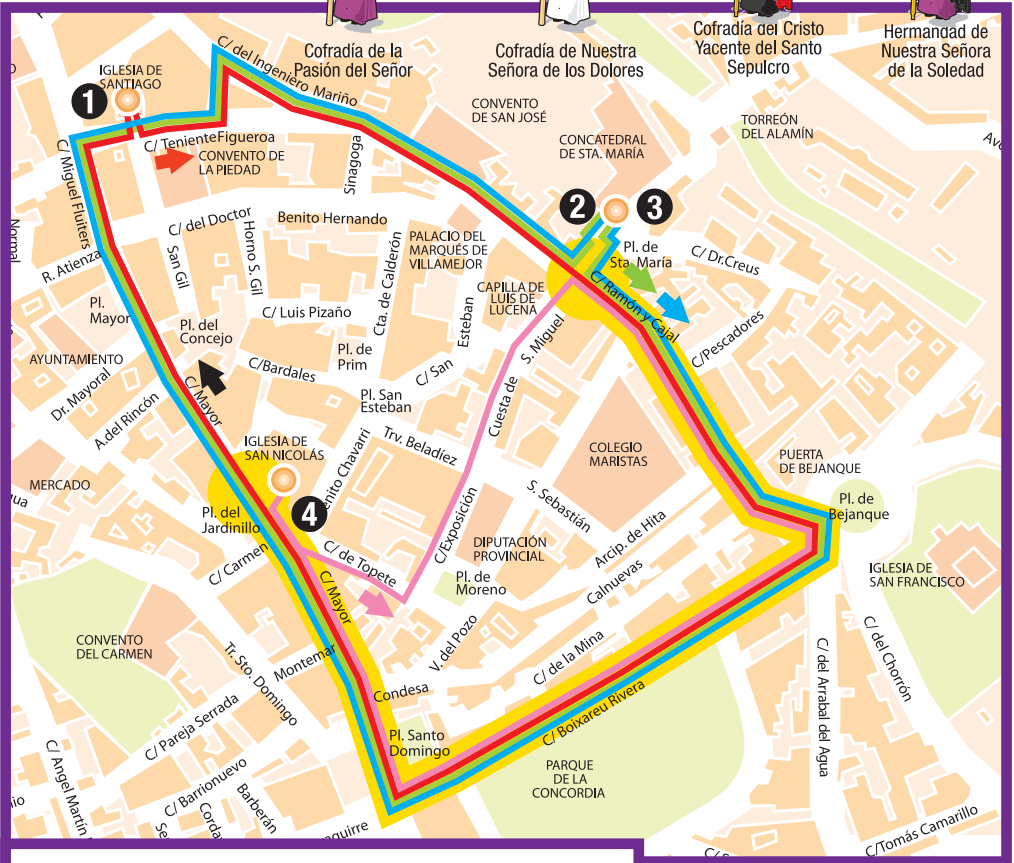 Cofradía de la
Pasión del Señor
Cofradía de Nuestra
Señora de los Dolores
Cofradía del Cristo
Yacente del Santo
Sepulcro
Hermandad de
Nuestra Señora
de la Soledad
C/ del Ingeniero Mariño
IGLESIA DE
SANTIAGO
1
CONVENTO
DE SAN JOSÉ
TORREÓN
DEL ALAMÍN
CONCATEDRAL
DE STA. MARÍA
C/ Teniente Figueroa
CONVENTO DE
LA PIEDAD
Sinagoga
C/ Miguel Fluiters
2
3
C/ del Doctor
Benito Hernando
Horno S. Gil
San Gil
Cta. de Calderón
PALACIO DEL
MARQUÉS DE
VILLAMEJOR
Pl. de
Sta. María
C/ Dr.Creus
Normal
R. Atienza
CAPILLA DE
LUIS DE
LUCENA
C/ Ramón y Cajal
Pl.
Mayor
C/ Luis Pizaño
Esteban
C/ San
S. Miguel
Cuesta de
C/Pescadores
Pl. del
Concejo
Pl. de
Prim
AYUNTAMIENTO
Dr. Mayoral
C/Bardales
C/ Mayor
A.del Rincón
Pl. San
Esteban
Trv. Beladiez
IGLESIA DE
SAN NICOLÁS
COLEGIO
MARISTAS
PUERTA
DE BEJANQUE
MERCADO
4
Pl. del
Jardinillo
S. Sebastián
Pl. de
Bejanque
C/Exposición
Arcip. de Hita
DIPUTACIÓN
PROVINCIAL
C/ Carmen
C/ de Topete
C/ Mayor
Pl. de
Moreno
Calnuevas
IGLESIA DE
SAN FRANCISCO
CONVENTO
DEL CARMEN
Tr. Sto. Domingo
Montemar
V. del Pozo
C/ de la Mina
C/ del Chorrón
C/ del Arrabal del Agua
Condesa
C/ Boixareu Rivera
C/ Pareja Serrada
Pl. Santo
Domingo
PARQUE
DE LA
CONCORDIA
C/ Angel Martín
C/ Barrionuevo
Barberán
C/Tomás Camarillo